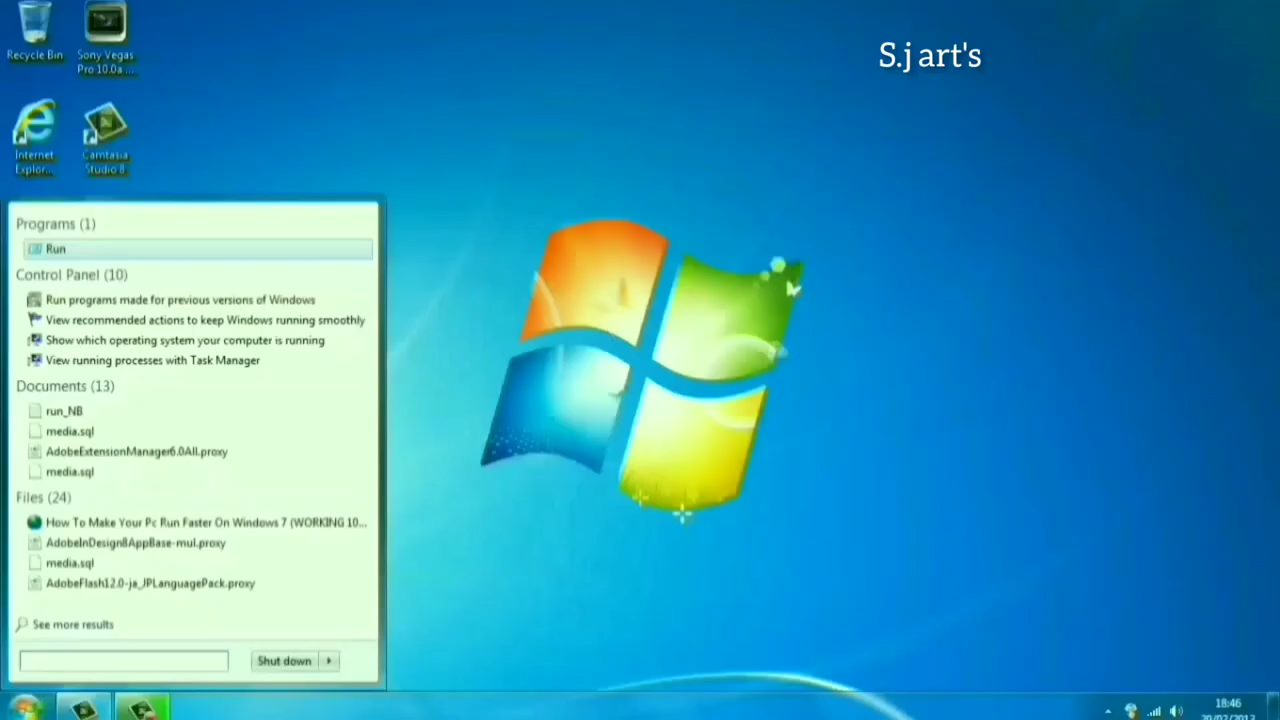 Recycle Bin
Sony Vegas
Pro 10.0a ...
S.j art's
Internet
Explor...
Camtasia
Studio 8
Programs (1)
Run
Control Panel (10)
Run programs made for previous versions of Windows
View recommended actions to keep Windows running smoothly
Show which operating system your computer is running
View running processes with Task Manager
Documents (13)
run_NB
media.sql
AdobeExtensionManager6.0All.proxy
media.sql
Files (24)
How To Make Your Pc Run Faster On Windows 7 (WORKING 10...
AdobeInDesign8AppBase-mul.proxy
media.sql
AdobeFlash12.0-ja_JPLanguagePack.proxy
See more results
Shut down
18:46
20/02/2013